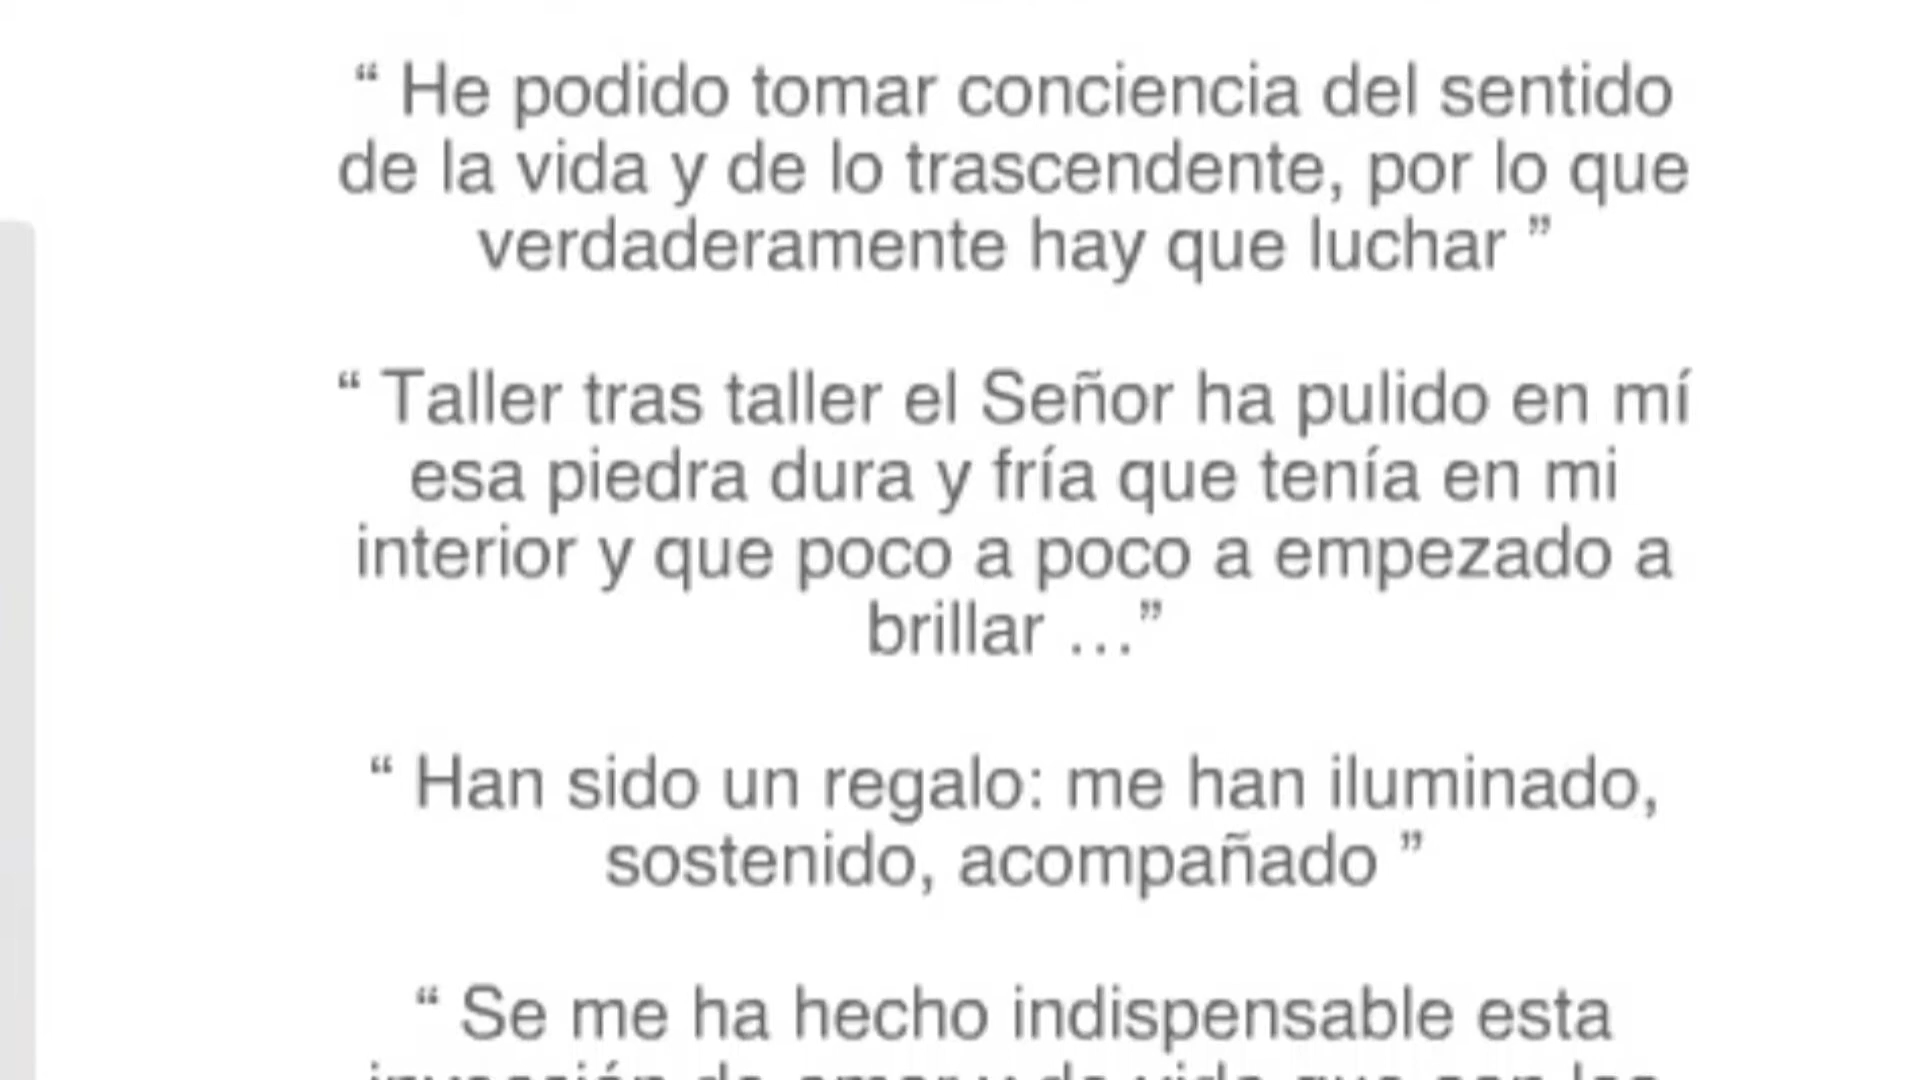 “ He podido tomar conciencia del sentido
de la vida y de lo trascendente, por lo que
verdaderamente hay que luchar ”
“ Taller tras taller el Señor ha pulido en mí
esa piedra dura y fría que tenía en mi
interior y que poco a poco a empezado a
brillar …”
“ Han sido un regalo: me han iluminado,
sostenido, acompañado ”
“ Se me ha hecho indispensable esta